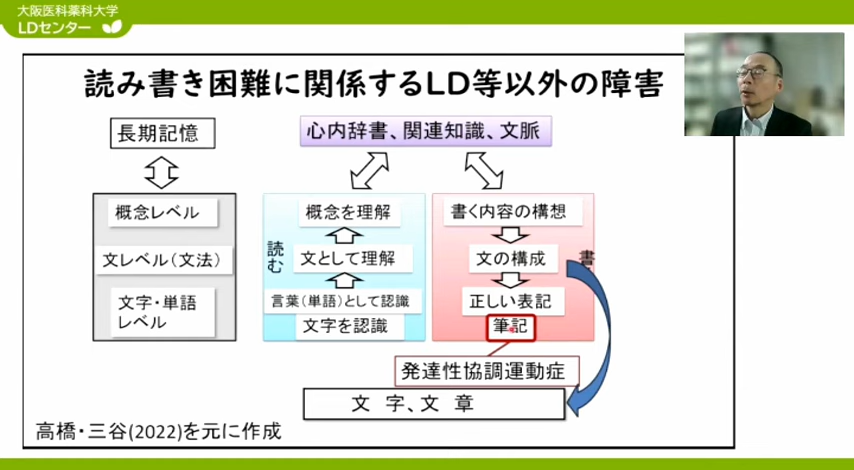 大阪医科薬科大学
LDセンター
読み書き困難に関係するLD等以外の障害
長期記憶
心内辞書、関連知識、文脈
概念レベル
文レベル(文法)
文字・単語
レベル
読む
概念を理解
文として理解
言葉(単語)として認識
文字を認識
書く内容の構想
文の構成
正しい表記
筆記
書
発達性協調運動症
文 字、文 章
高橋・三谷(2022)を元に作成